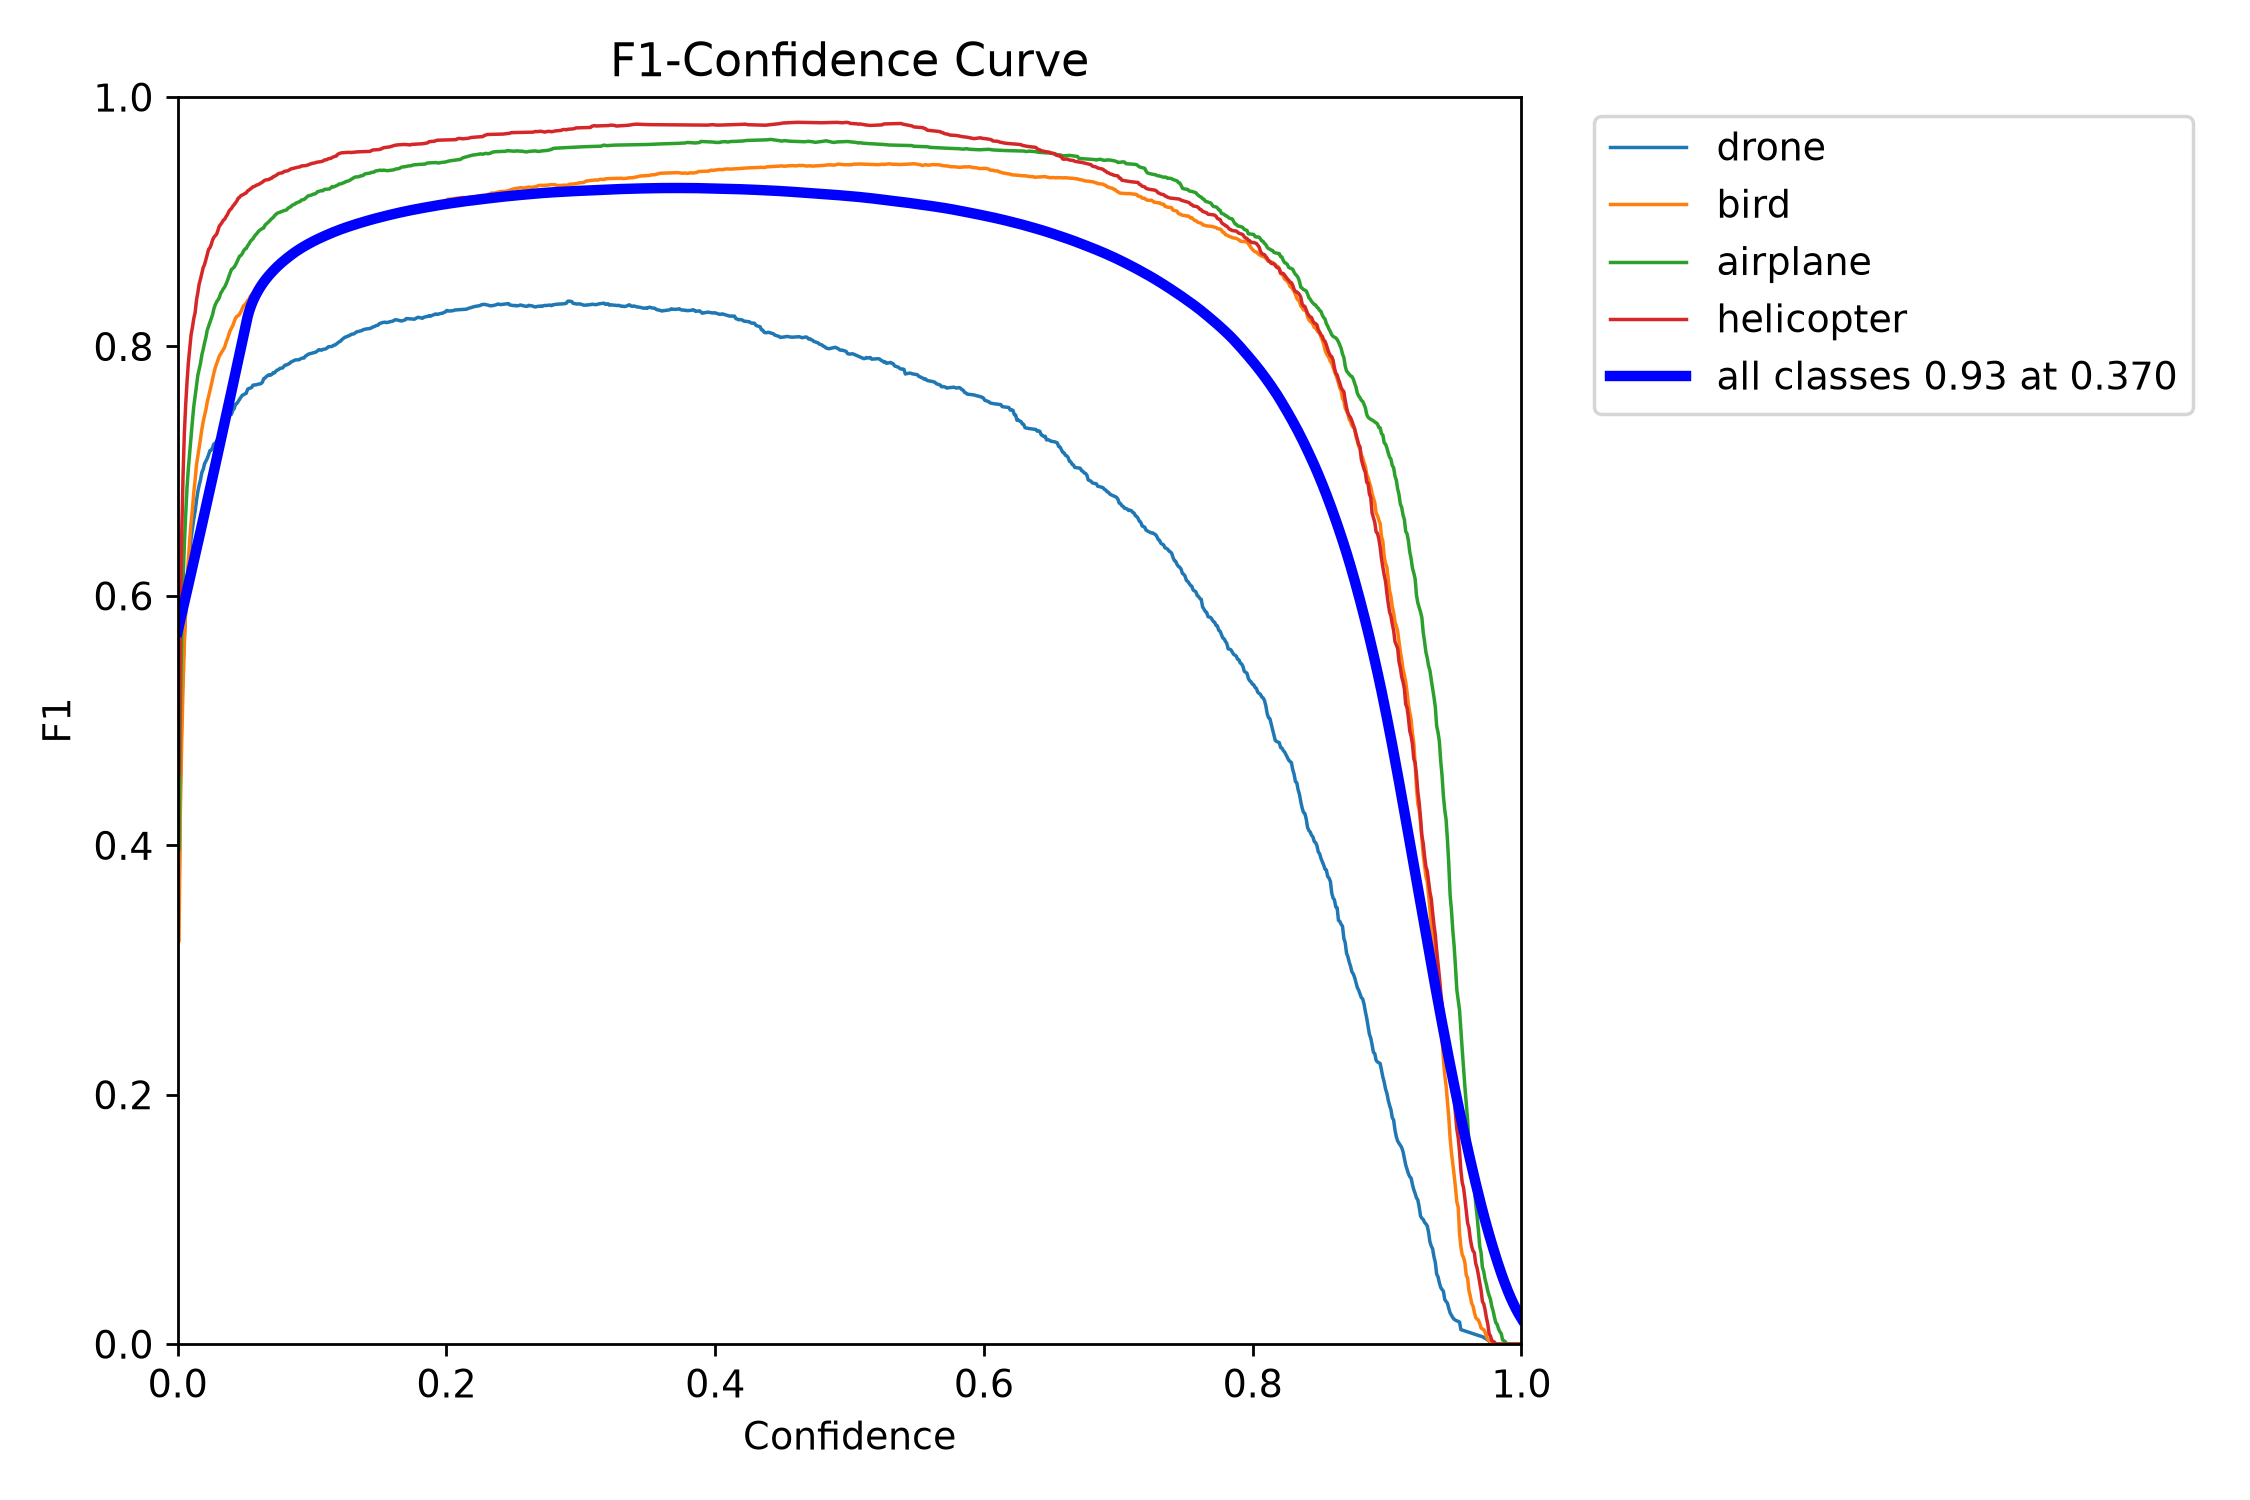 F1-Confidence Curve
1.0
0.8
0.6
0.4
0.2
0.0
F1
0.0 0.2 0.4 0.6 0.8 1.0
Confidence
drone
bird
airplane
helicopter
all classes 0.93 at 0.370